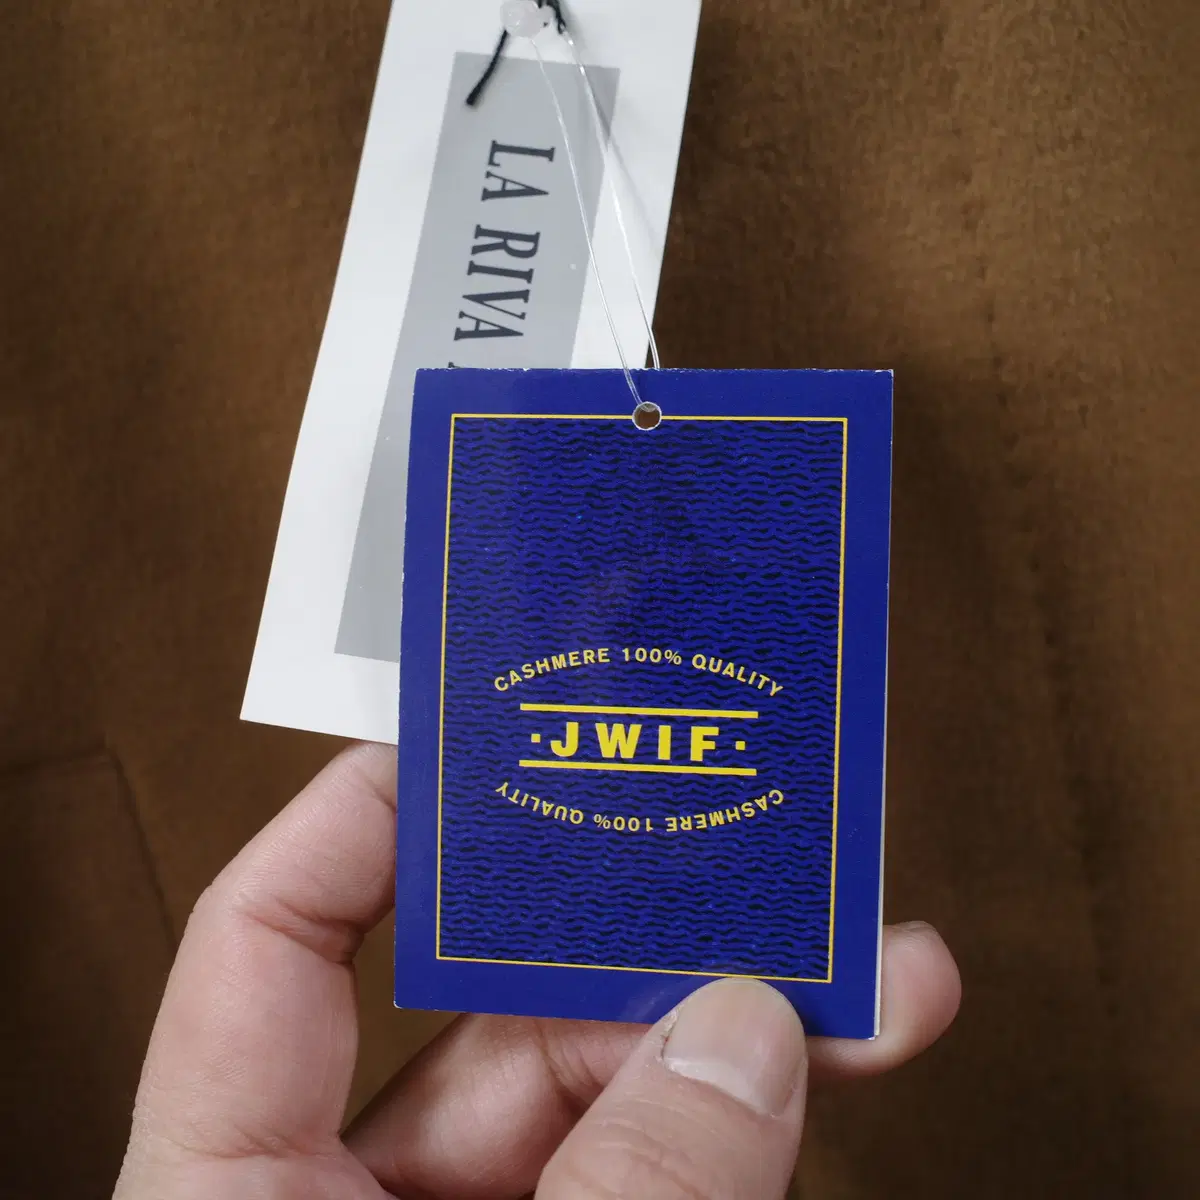 LA RIVA
CASHMERE 100% QUALITY
·JWIF·
CASHMERE 100% QUALITY